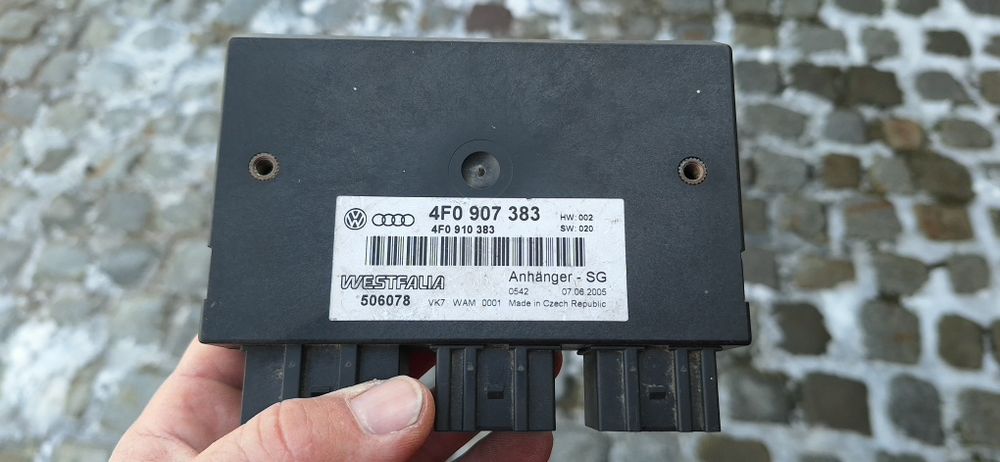 4F0 907 383
HW: 002
4F0 910 383
SW: 020
WESTFALIA
Anhänger - SG
506078
0542 07.06.2005
VK7 WAM 0001 Made in Czech Republic